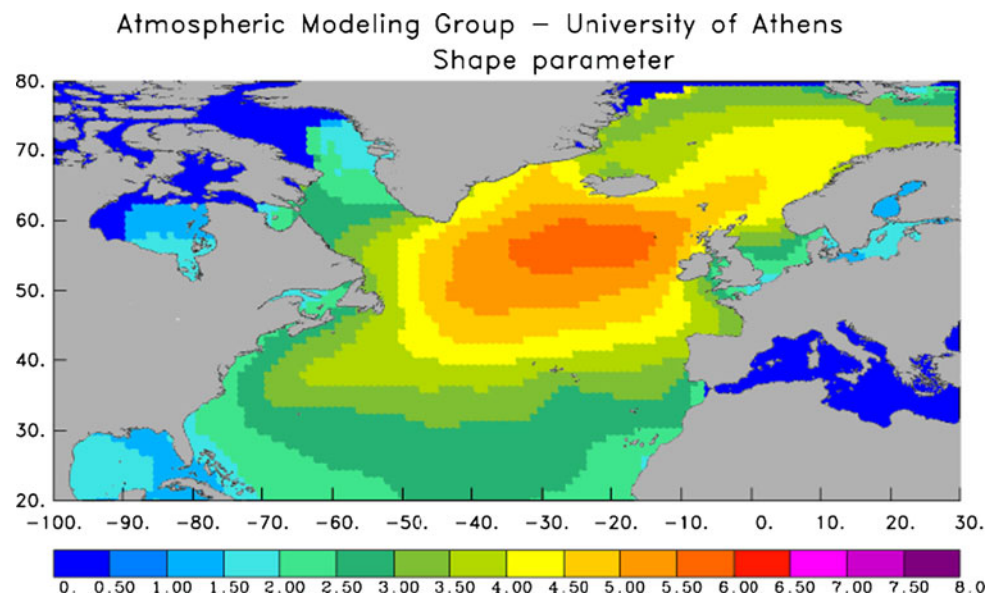 Atmospheric Modeling Group – University of Athens
Shape parameter
80.
70.
60.
50.
40.
30.
20.
-100. -90. -80. -70. -60. -50. -40. -30. -20. -10. 0. 10. 20. 30.
0. 0.50 1.00 1.50 2.00 2.50 3.00 3.50 4.00 4.50 5.00 5.50 6.00 6.50 7.00 7.50 8.0